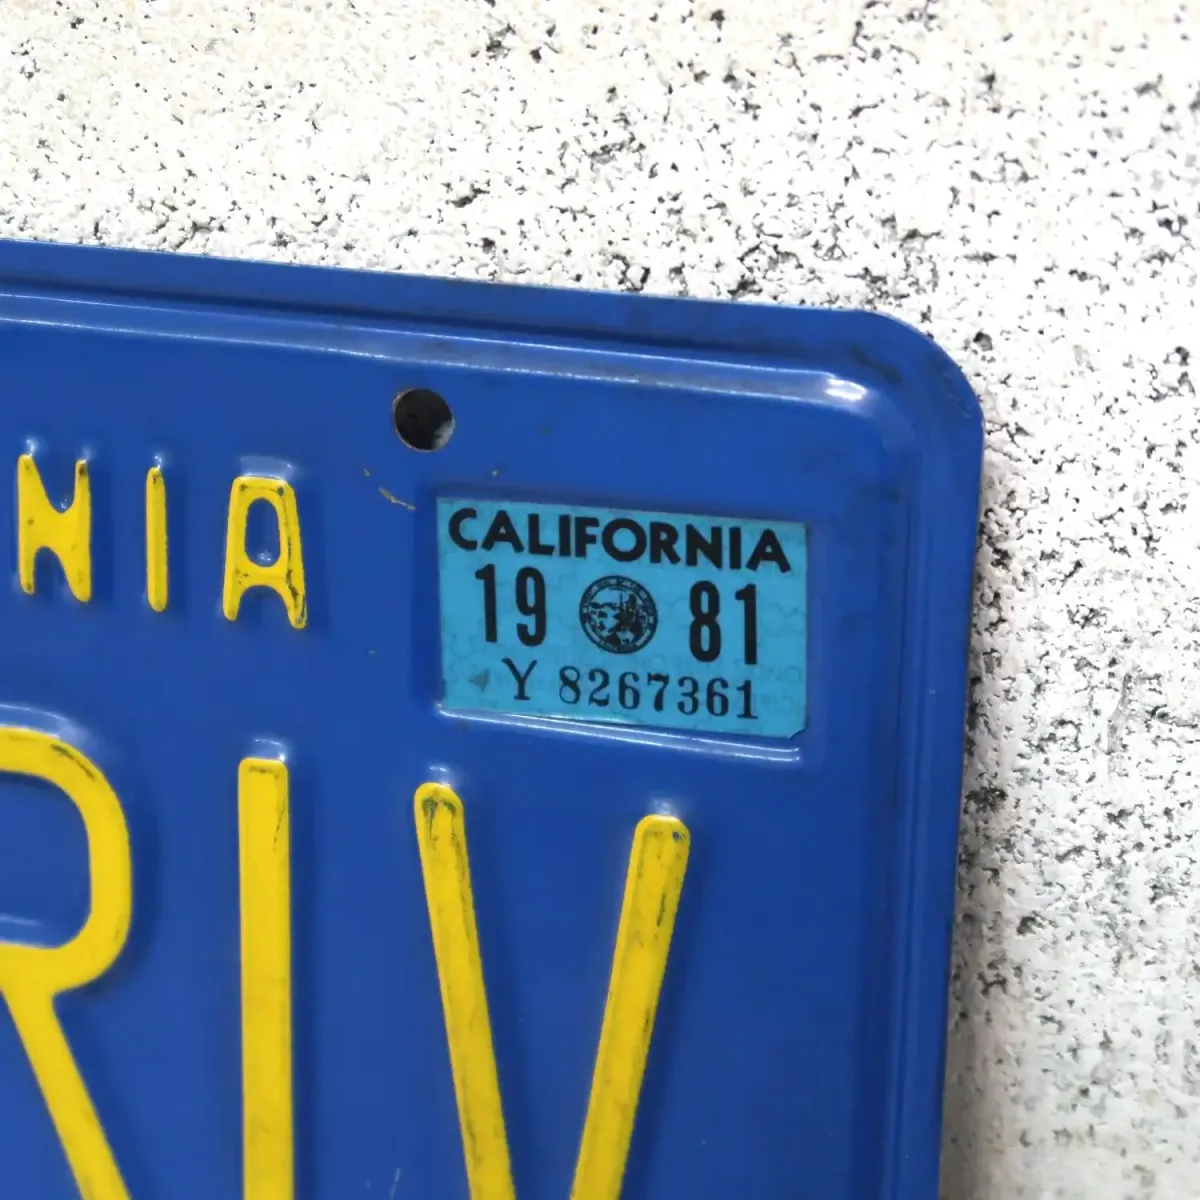 NIA
CALIFORNIA
19 81
Y 8267361
RIV